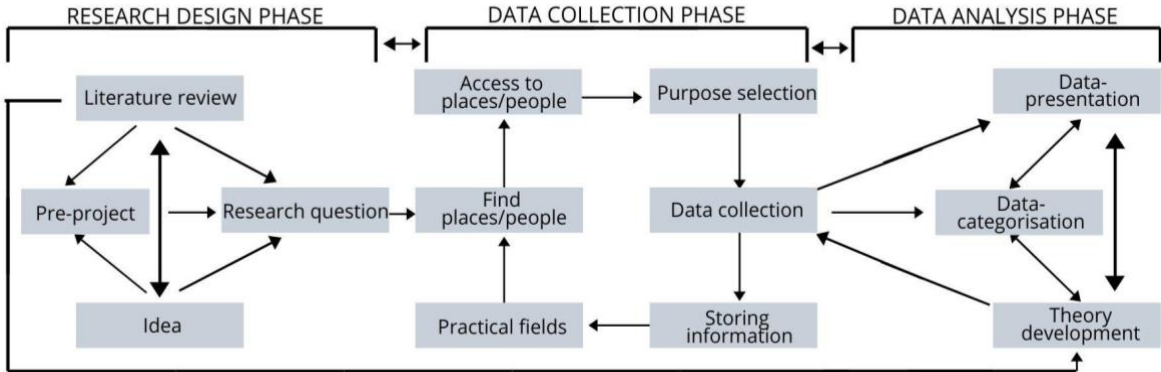 RESEARCH DESIGN PHASE
DATA COLLECTION PHASE
DATA ANALYSIS PHASE
Literature review
Pre-project
Research question
Idea
Access to
places/people
Purpose selection
Find
places/people
Data collection
Practical fields
Storing
information
Data-
presentation
Data-
categorisation
Theory
development